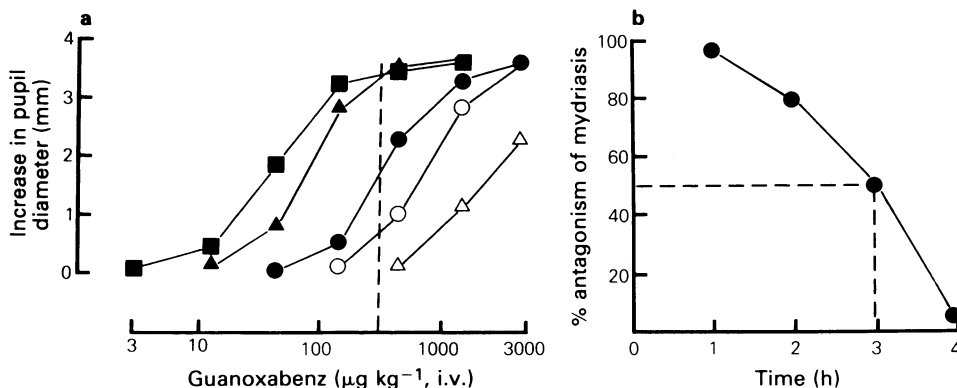 a
4
3
2
1
0
Increase in pupil
diameter (mm)
3
10
100
1000
3000
Guanoxabenz (μg kg⁻¹, i.v.)
b
100
80
60
40
20
% antagonism of mydriasis
0
1
2
3
4
Time (h)